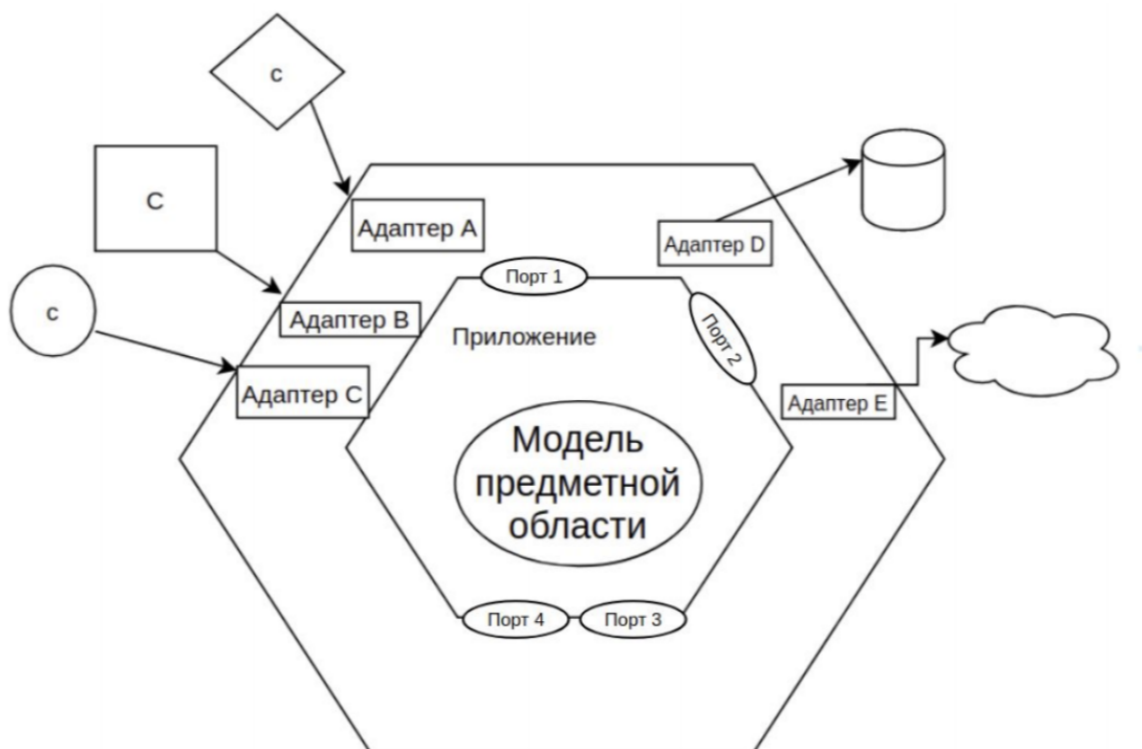 с
С
с
Адаптер A
Адаптер B
Адаптер C
Адаптер D
Адаптер E
Порт 1
Порт 2
Приложение
Модель
предметной
области
Порт 4
Порт 3